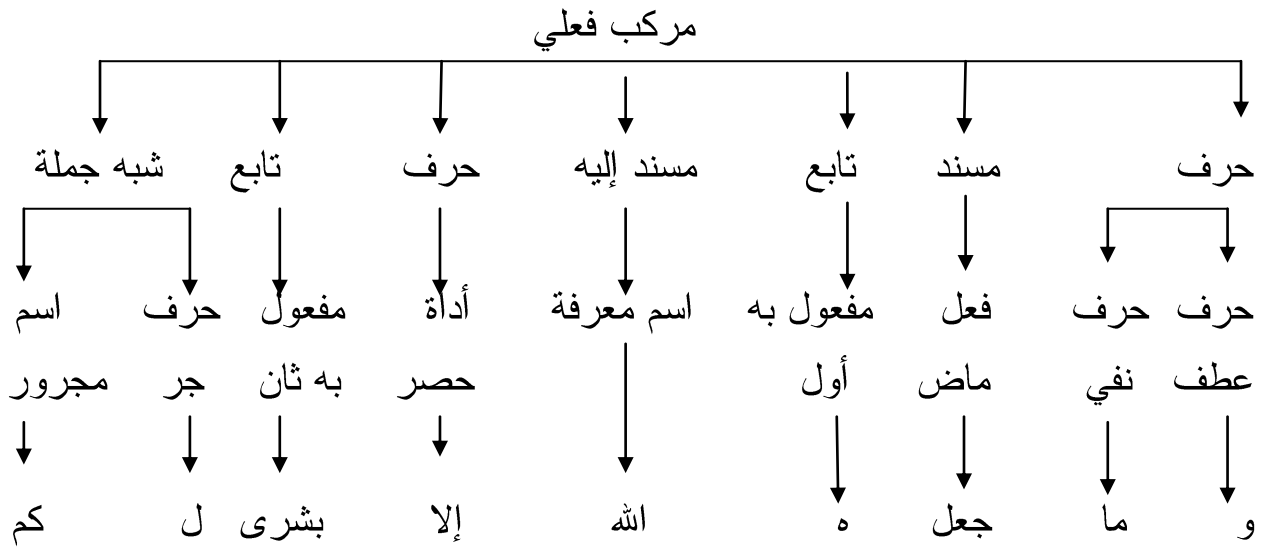 مركب فعلي
حرف مسند تابع مسند إليه حرف تابع شبه جملة
حرف حرف فعل مفعول به اسم معرفة أداة مفعول حرف اسم
عطف نفي ماض أول حصر به ثان جر مجرور
و ما جعل ه الله إلا بشرى ل كم